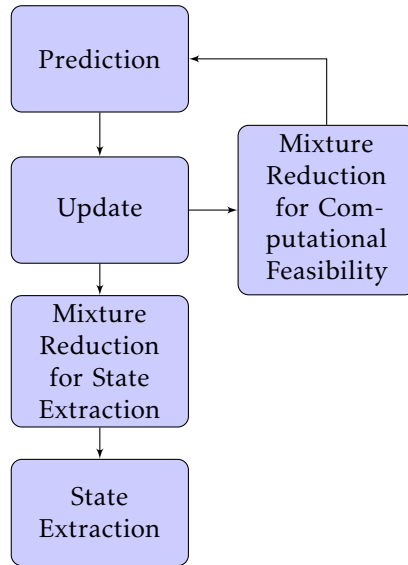 Prediction
Update
Mixture
Reduction
for Com-
putational
Feasibility
Mixture
Reduction
for State
Extraction
State
Extraction